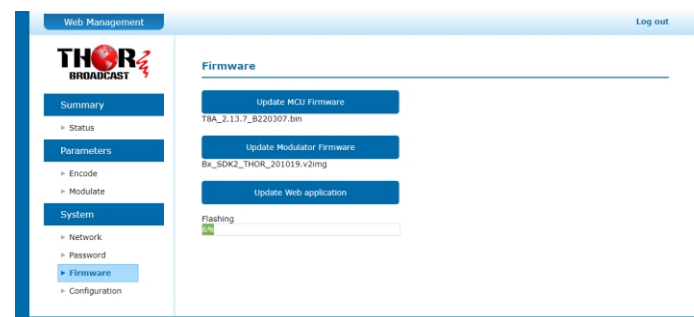 Web Management
Log out
THOR
BROADCAST
Summary
Status
Parameters
Encode
Modulate
System
Network
Password
Firmware
Configuration
Firmware
Update MCU Firmware
T8A_2.13.7_B220307.bin
Update Modulator Firmware
Bx_SDK2_THOR_201019.v2img
Update Web application
Flashing
6%